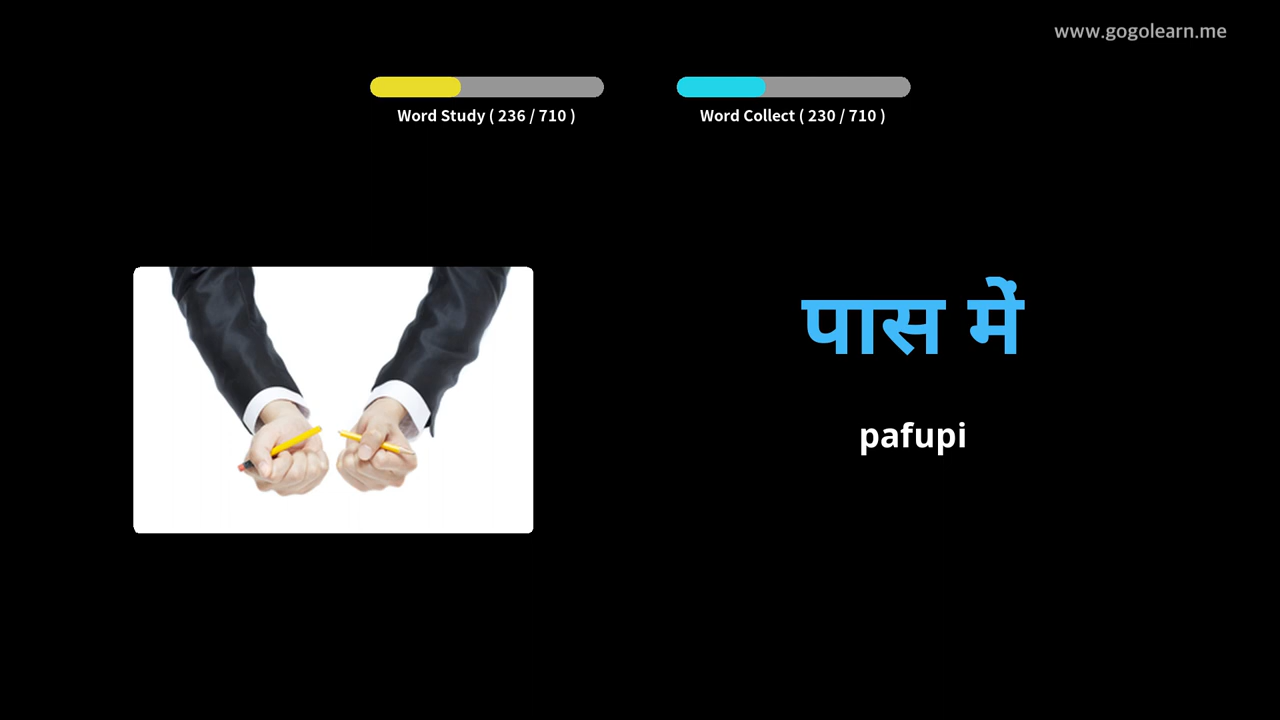 www.gogolearn.me
Word Study ( 236 / 710 )
Word Collect ( 230 / 710 )
पास में
pafupi